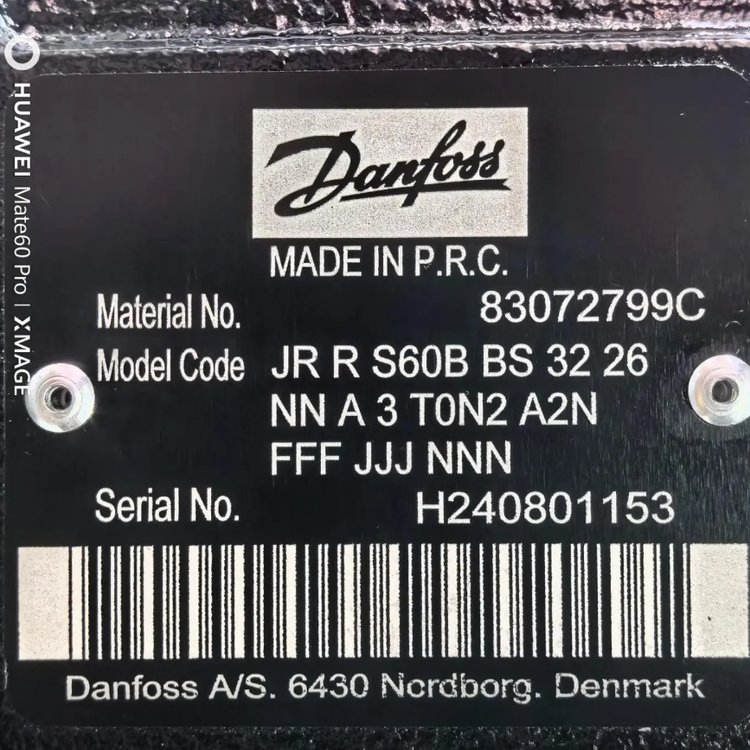 Danfoss
MADE IN P.R.C.
Material No. 83072799C
Model Code JR R S60B BS 32 26
NN A 3 T0N2 A2N
FFF JJJ NNN
Serial No. H240801153
Danfoss A/S. 6430 Nordborg. Denmark
HUAWEI Mate60 Pro | XMAGE